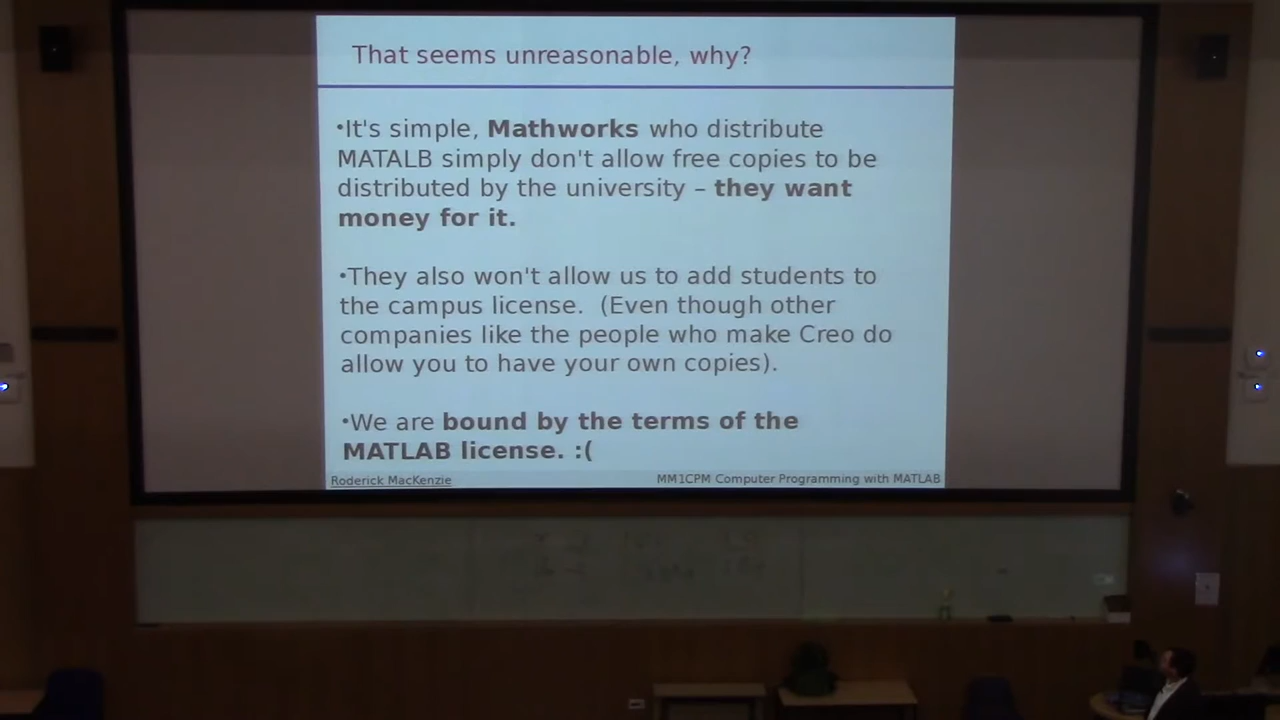 That seems unreasonable, why?
•It's simple, Mathworks who distribute
MATALB simply don't allow free copies to be
distributed by the university – they want
money for it.
•They also won't allow us to add students to
the campus license.  (Even though other
companies like the people who make Creo do
allow you to have your own copies).
•We are bound by the terms of the
MATLAB license. :(
Roderick MacKenzie
MM1CPM Computer Programming with MATLAB